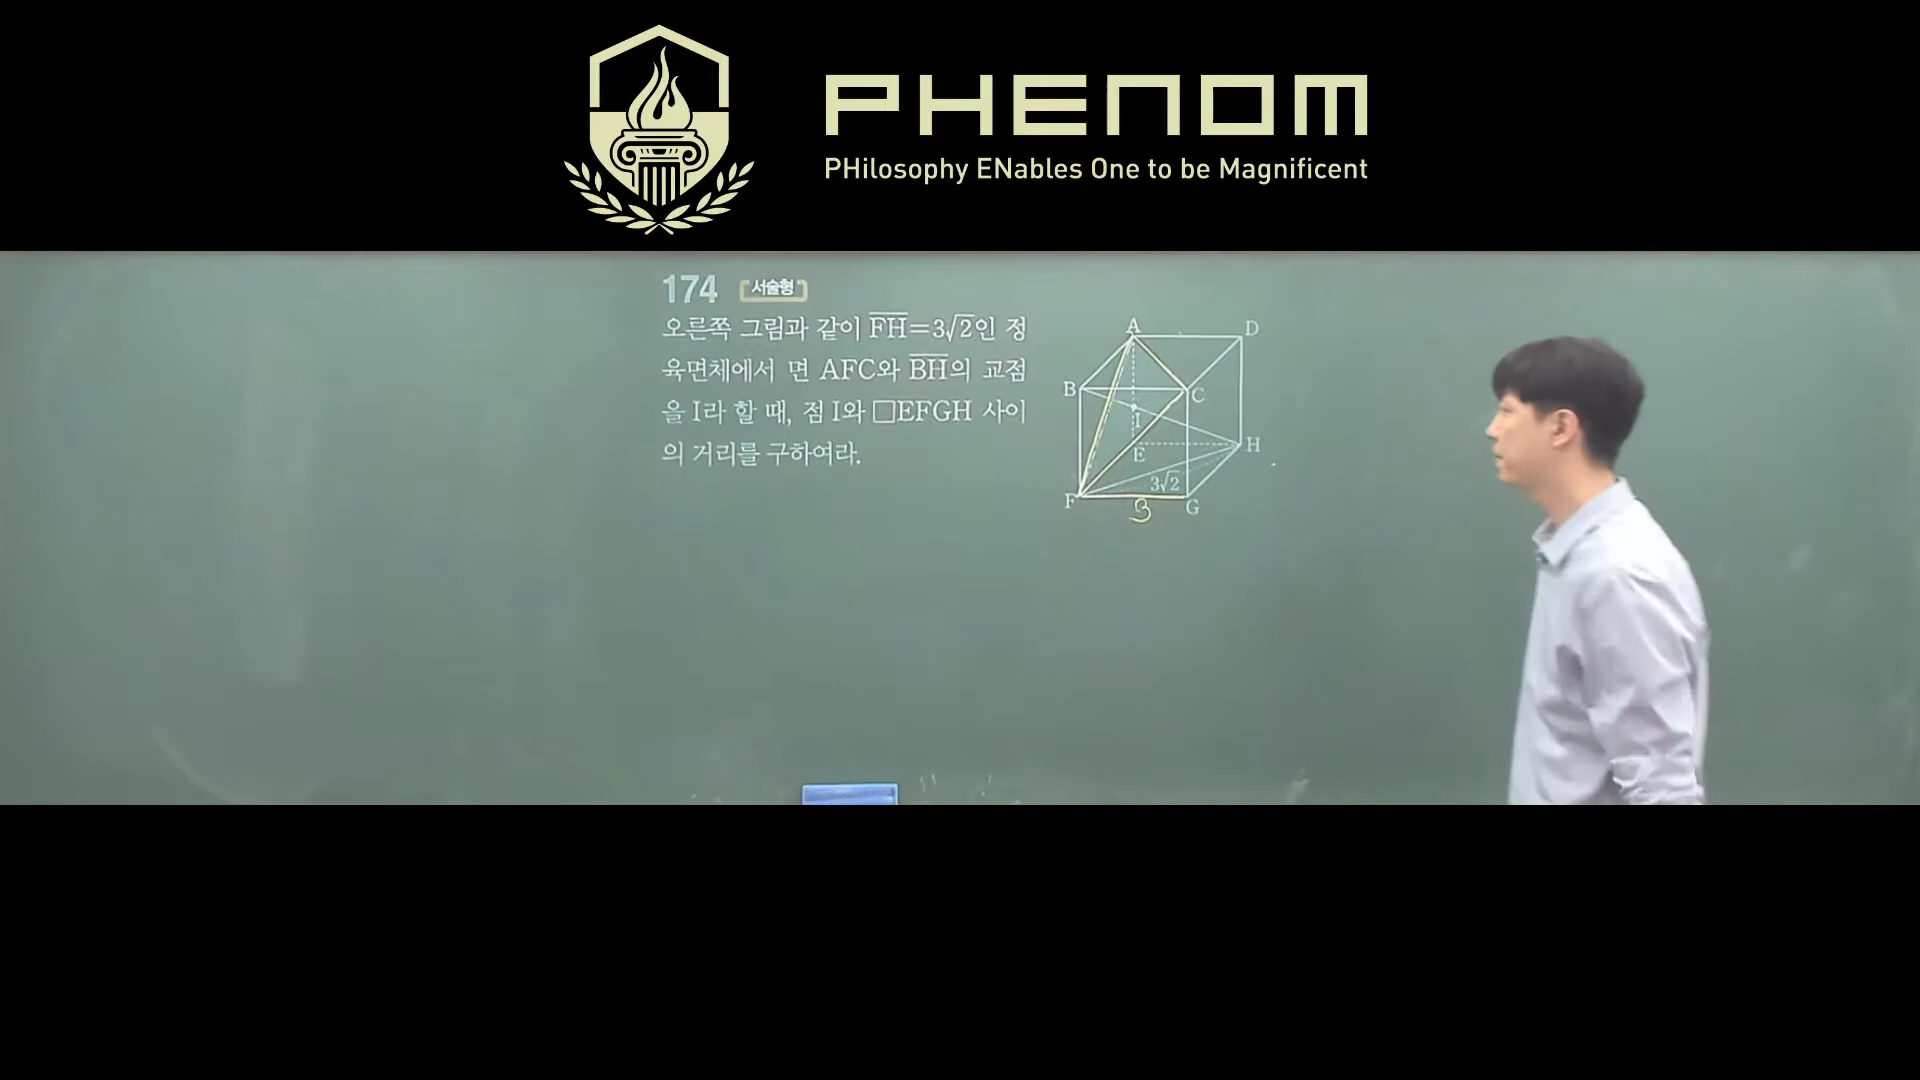 PHENOM
PHilosophy ENables One to be Magnificent
174 서술형
오른쪽 그림과 같이 FH=3√2인 정
육면체에서 면 AFC와 BH의 교점
을 I라 할 때, 점 I와 □EFGH 사이
의 거리를 구하여라.
A D
B C
I
E H
3√2
F G
3